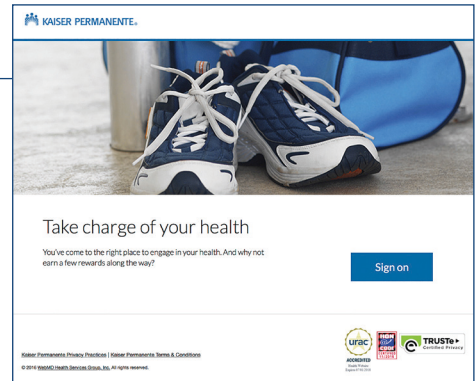 KAISER PERMANENTE®
Take charge of your health
You've come to the right place to engage in your health. And why not
earn a few rewards along the way?
Sign on
Kaiser Permanente Privacy Practices | Kaiser Permanente Terms & Conditions
© 2016 WebMD Health Services Group, Inc. All rights reserved.
urac
ACCREDITED
HON
CODE
TRUSTe
Certified Privacy